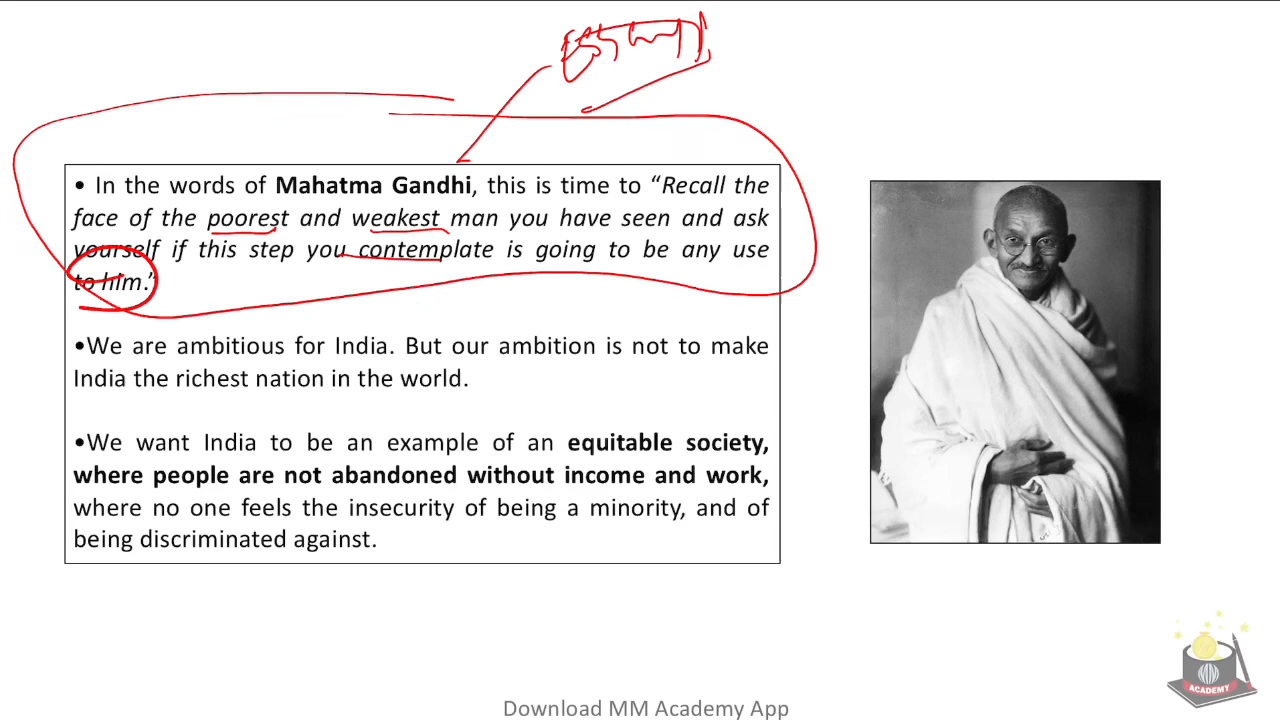 • In the words of Mahatma Gandhi, this is time to “Recall the
face of the poorest and weakest man you have seen and ask
yourself if this step you contemplate is going to be any use
to him.”
•We are ambitious for India. But our ambition is not to make
India the richest nation in the world.
•We want India to be an example of an equitable society,
where people are not abandoned without income and work,
where no one feels the insecurity of being a minority, and of
being discriminated against.
ACADEMY
Download MM Academy App